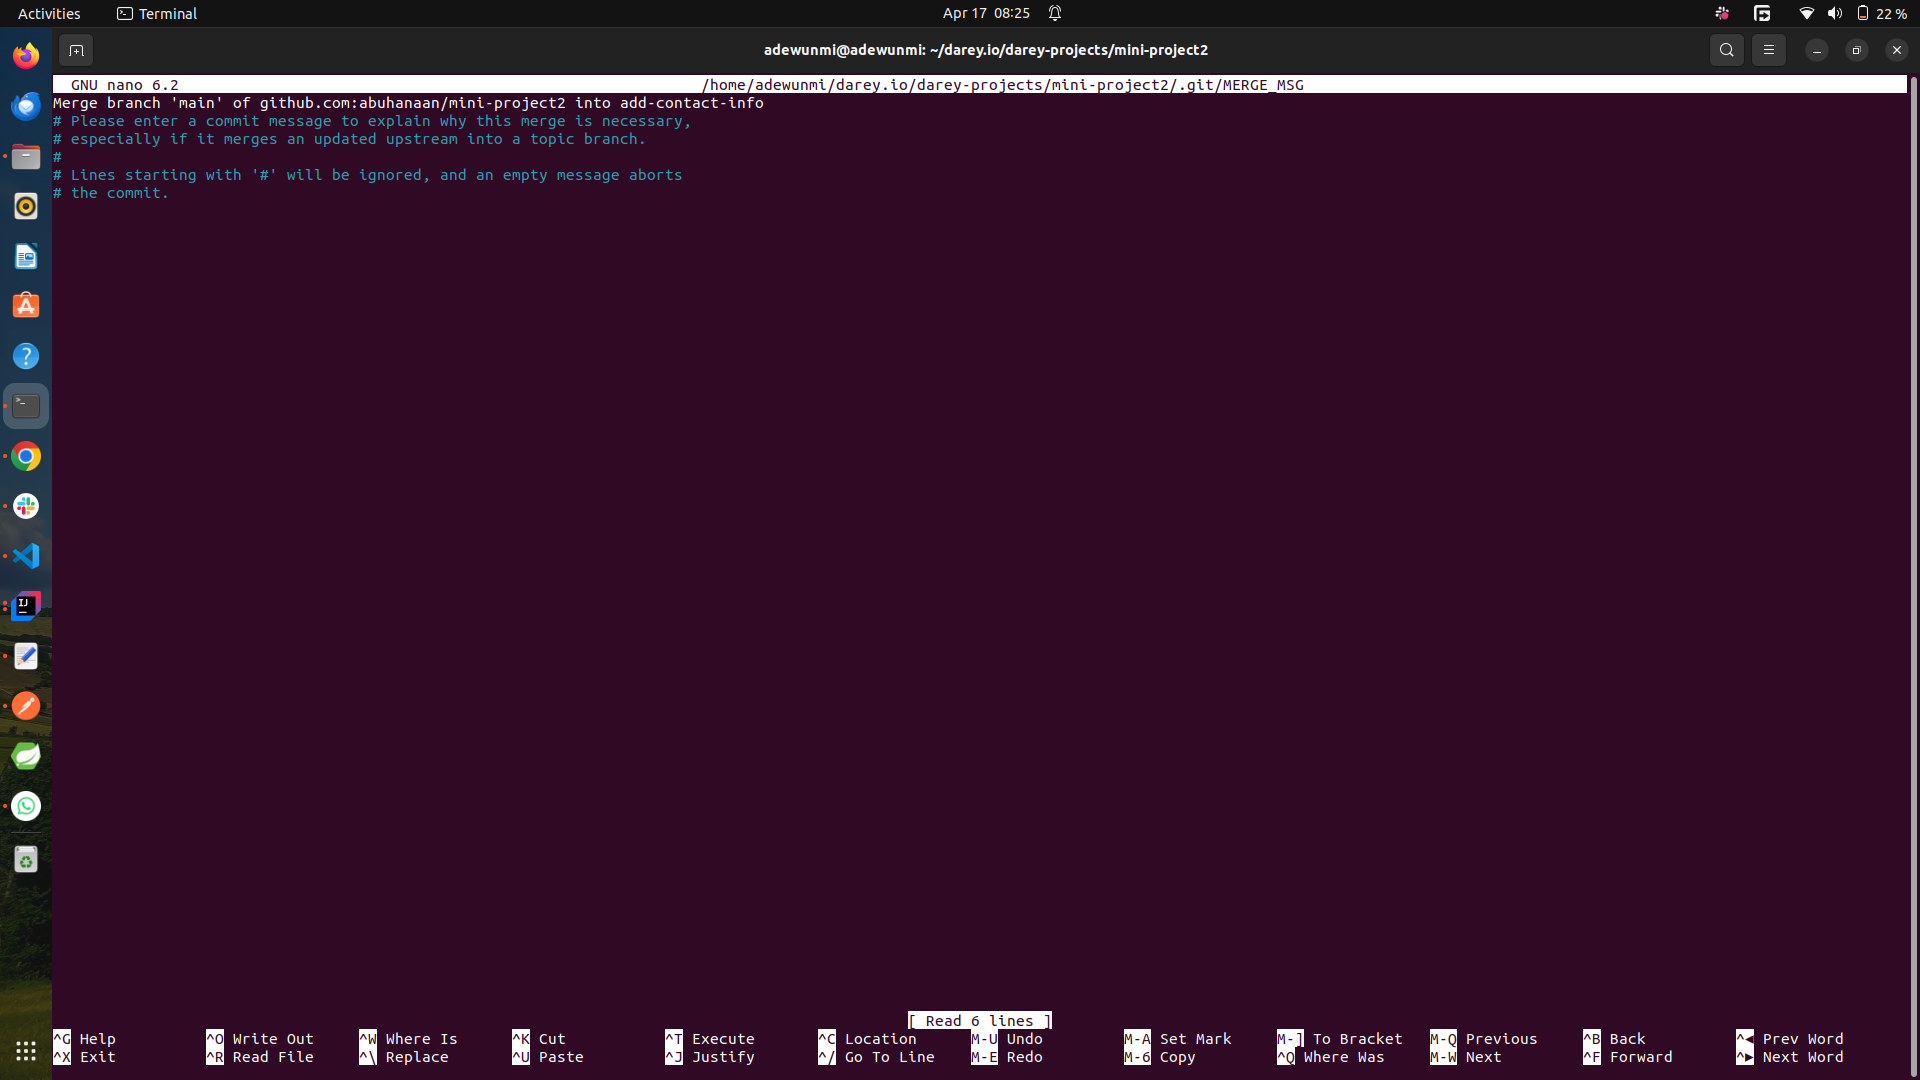 Activities
Terminal
Apr 17 08:25
22 %
adewunmi@adewunmi: ~/darey.io/darey-projects/mini-project2
GNU nano 6.2 /home/adewunmi/darey.io/darey-projects/mini-project2/.git/MERGE_MSG
Merge branch 'main' of github.com:abuhanaan/mini-project2 into add-contact-info
# Please enter a commit message to explain why this merge is necessary,
# especially if it merges an updated upstream into a topic branch.
#
# Lines starting with '#' will be ignored, and an empty message aborts
# the commit.
IJ
[ Read 6 lines ]
^G Help ^O Write Out ^W Where Is ^K Cut ^T Execute ^C Location M-U Undo M-A Set Mark M-] To Bracket M-Q Previous ^B Back ^◂ Prev Word
^X Exit ^R Read File ^\ Replace ^U Paste ^J Justify ^/ Go To Line M-E Redo M-6 Copy ^Q Where Was M-W Next ^F Forward ^▸ Next Word